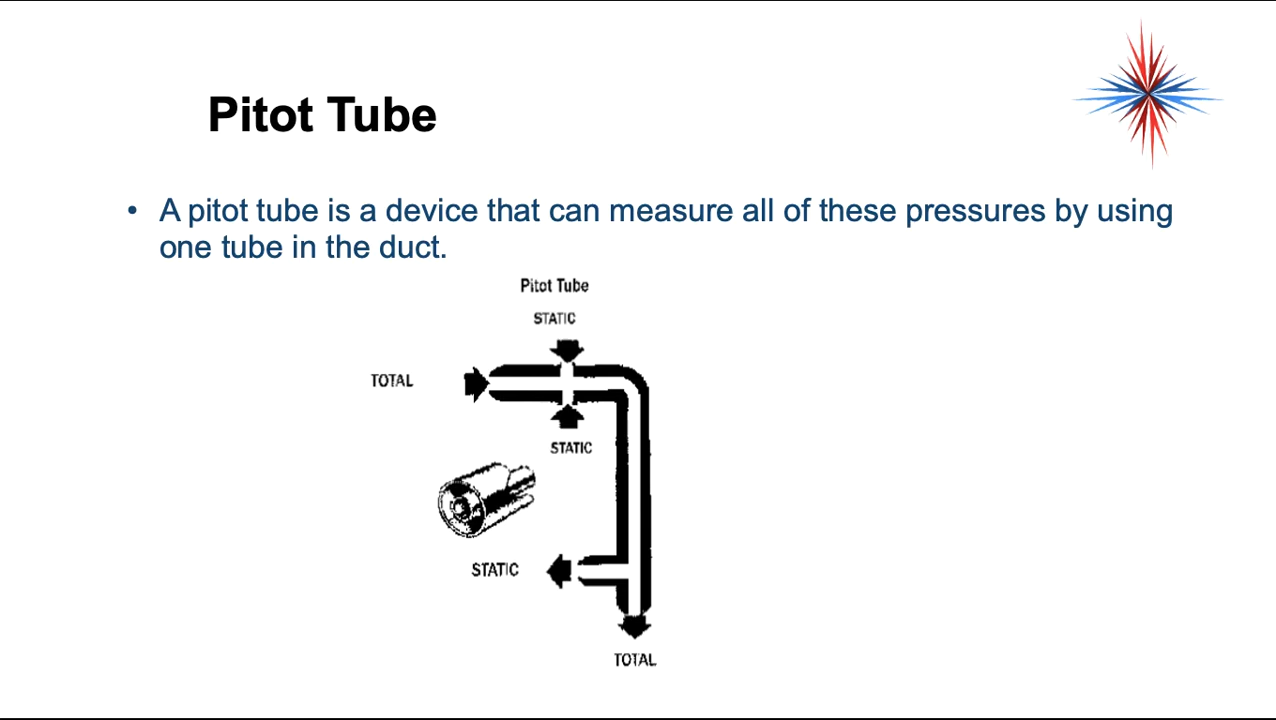 Pitot Tube
• A pitot tube is a device that can measure all of these pressures by using
one tube in the duct.
Pitot Tube
STATIC
TOTAL
STATIC
STATIC
TOTAL